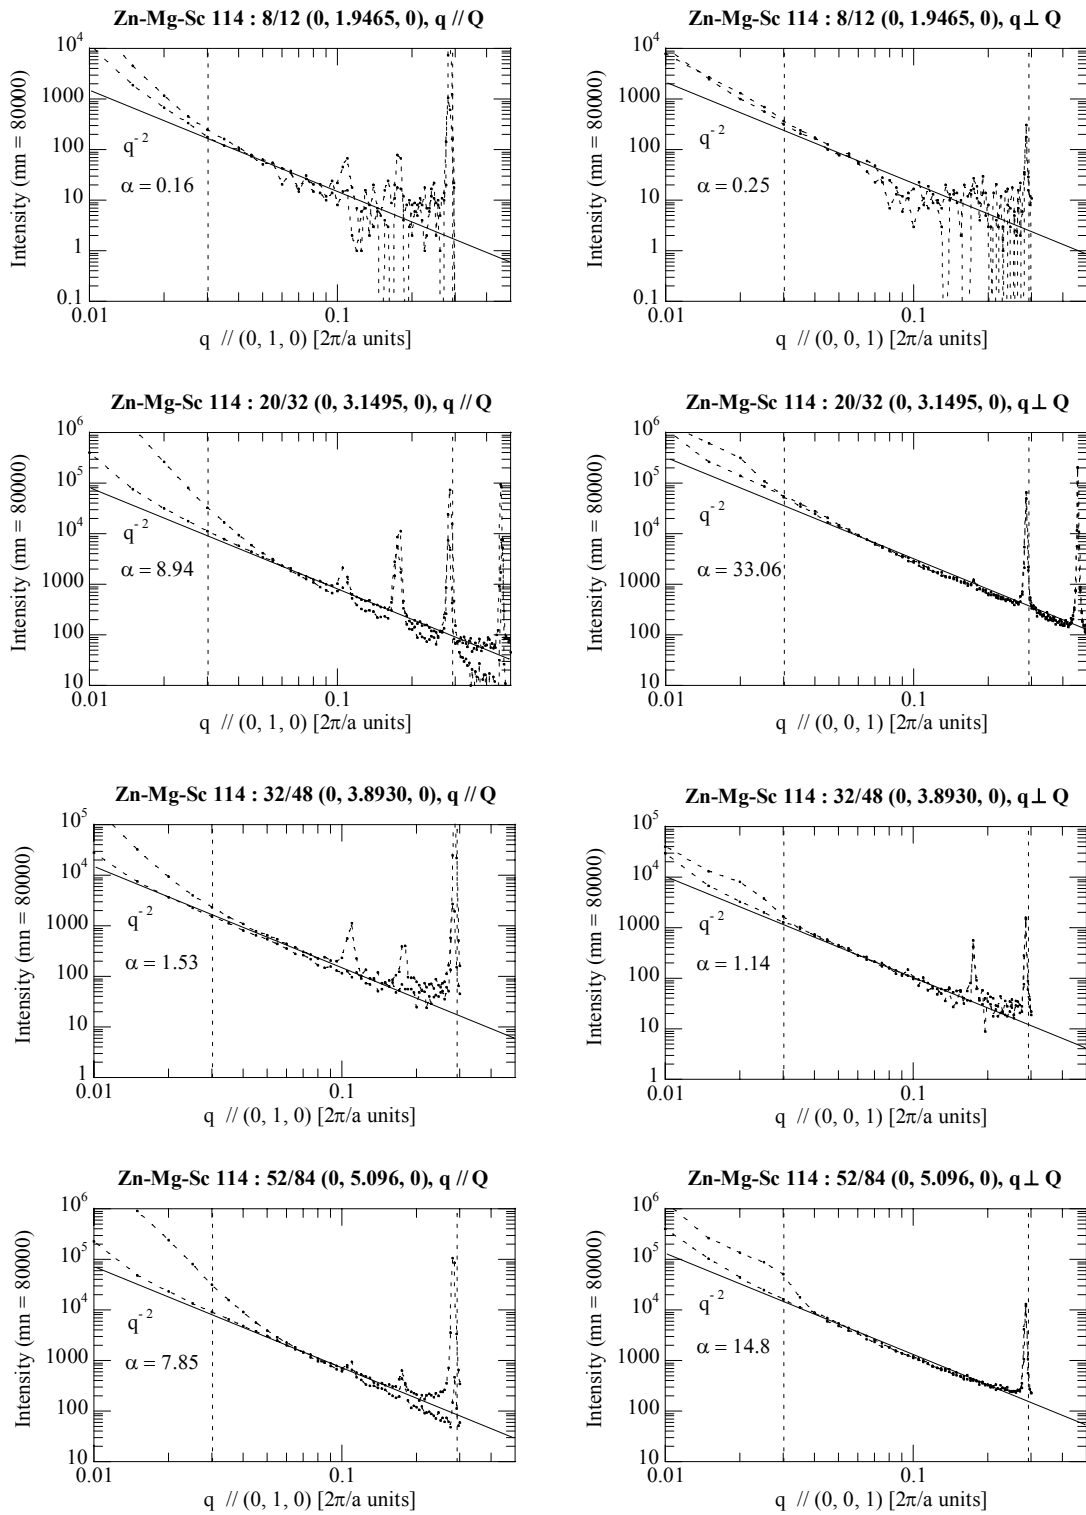 Zn-Mg-Sc 114 : 8/12 (0, 1.9465, 0), q // Q
Intensity (mn = 80000)
10^4
1000
100
10
1
0.1
q^-2
α = 0.16
0.01
0.1
q // (0, 1, 0) [2π/a units]
Zn-Mg-Sc 114 : 8/12 (0, 1.9465, 0), q ⊥ Q
Intensity (mn = 80000)
10^4
1000
100
10
1
0.1
q^-2
α = 0.25
0.01
0.1
q // (0, 0, 1) [2π/a units]
Zn-Mg-Sc 114 : 20/32 (0, 3.1495, 0), q // Q
Intensity (mn = 80000)
10^6
10^5
10^4
1000
100
10
q^-2
α = 8.94
0.01
0.1
q // (0, 1, 0) [2π/a units]
Zn-Mg-Sc 114 : 20/32 (0, 3.1495, 0), q ⊥ Q
Intensity (mn = 80000)
10^6
10^5
10^4
1000
100
10
q^-2
α = 33.06
0.01
0.1
q // (0, 0, 1) [2π/a units]
Zn-Mg-Sc 114 : 32/48 (0, 3.8930, 0), q // Q
Intensity (mn = 80000)
10^5
10^4
1000
100
10
1
q^-2
α = 1.53
0.01
0.1
q // (0, 1, 0) [2π/a units]
Zn-Mg-Sc 114 : 32/48 (0, 3.8930, 0), q ⊥ Q
Intensity (mn = 80000)
10^5
10^4
1000
100
10
1
q^-2
α = 1.14
0.01
0.1
q // (0, 0, 1) [2π/a units]
Zn-Mg-Sc 114 : 52/84 (0, 5.096, 0), q // Q
Intensity (mn = 80000)
10^6
10^5
10^4
1000
100
10
q^-2
α = 7.85
0.01
0.1
q // (0, 1, 0) [2π/a units]
Zn-Mg-Sc 114 : 52/84 (0, 5.096, 0), q ⊥ Q
Intensity (mn = 80000)
10^6
10^5
10^4
1000
100
10
q^-2
α = 14.8
0.01
0.1
q // (0, 0, 1) [2π/a units]